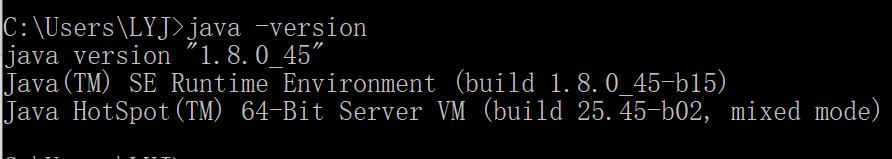 C:\Users\LYJ>java -version
java version "1.8.0_45"
Java(TM) SE Runtime Environment (build 1.8.0_45-b15)
Java HotSpot(TM) 64-Bit Server VM (build 25.45-b02, mixed mode)